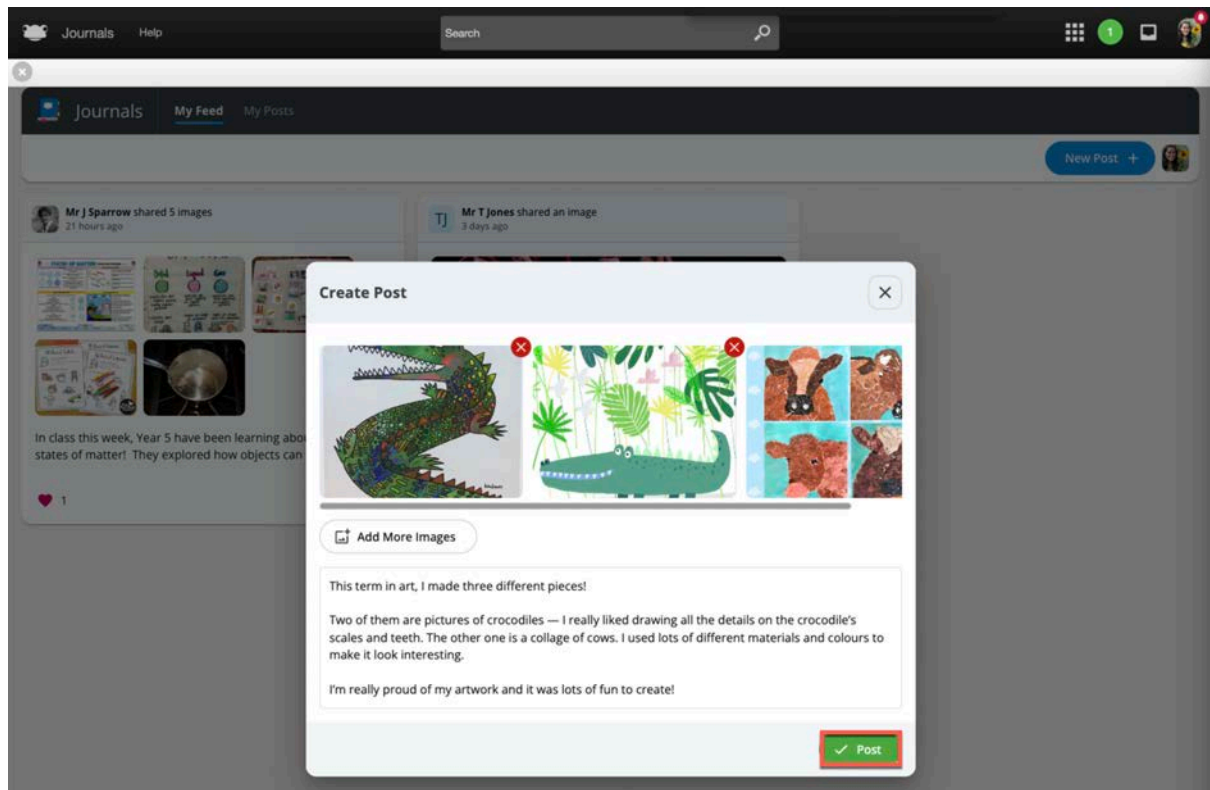 Journals Help Search 1
Journals My Feed My Posts
New Post +
Mr J Sparrow shared 5 images
21 hours ago
TJ Mr T Jones shared an image
3 days ago
In class this week, Year 5 have been learning abo
states of matter! They explored how objects can
1
Create Post
Add More Images
This term in art, I made three different pieces!
Two of them are pictures of crocodiles — I really liked drawing all the details on the crocodile's
scales and teeth. The other one is a collage of cows. I used lots of different materials and colours to
make it look interesting.
I'm really proud of my artwork and it was lots of fun to create!
Post